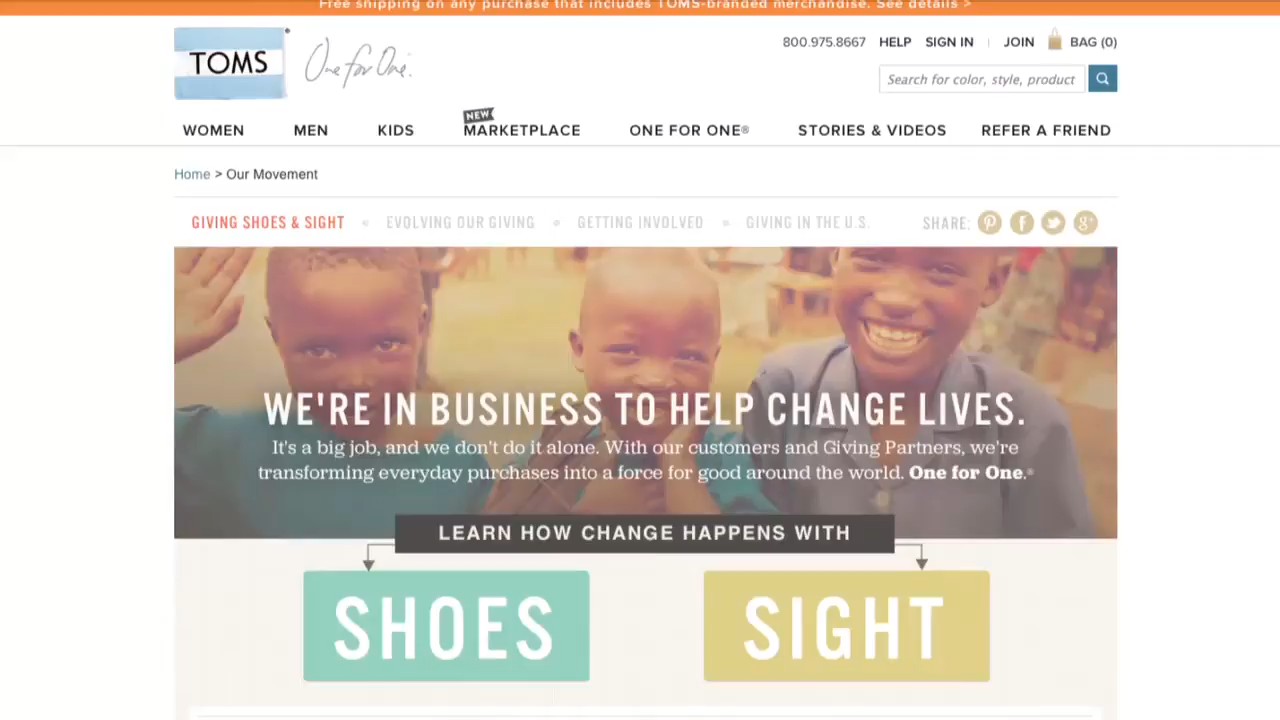 Free shipping on any purchase that includes TOMS-branded merchandise. See details >
TOMS
One for One.
800.975.8667 HELP SIGN IN | JOIN BAG (0)
Search for color, style, product
NEW
WOMEN MEN KIDS MARKETPLACE ONE FOR ONE® STORIES & VIDEOS REFER A FRIEND
Home > Our Movement
GIVING SHOES & SIGHT EVOLVING OUR GIVING GETTING INVOLVED GIVING IN THE U.S. SHARE:
WE'RE IN BUSINESS TO HELP CHANGE LIVES.
It's a big job, and we don't do it alone. With our customers and Giving Partners, we're
transforming everyday purchases into a force for good around the world. One for One.®
LEARN HOW CHANGE HAPPENS WITH
SHOES SIGHT